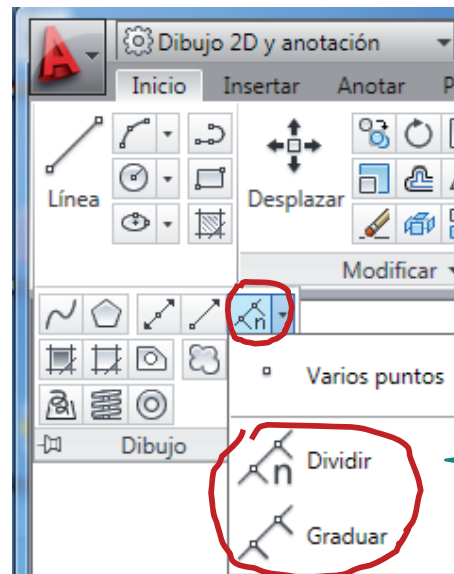 Dibujo 2D y anotación
Inicio Insertar Anotar P
Línea
Desplazar
Modificar
n
Varios puntos
Dibujo
n Dividir
Graduar